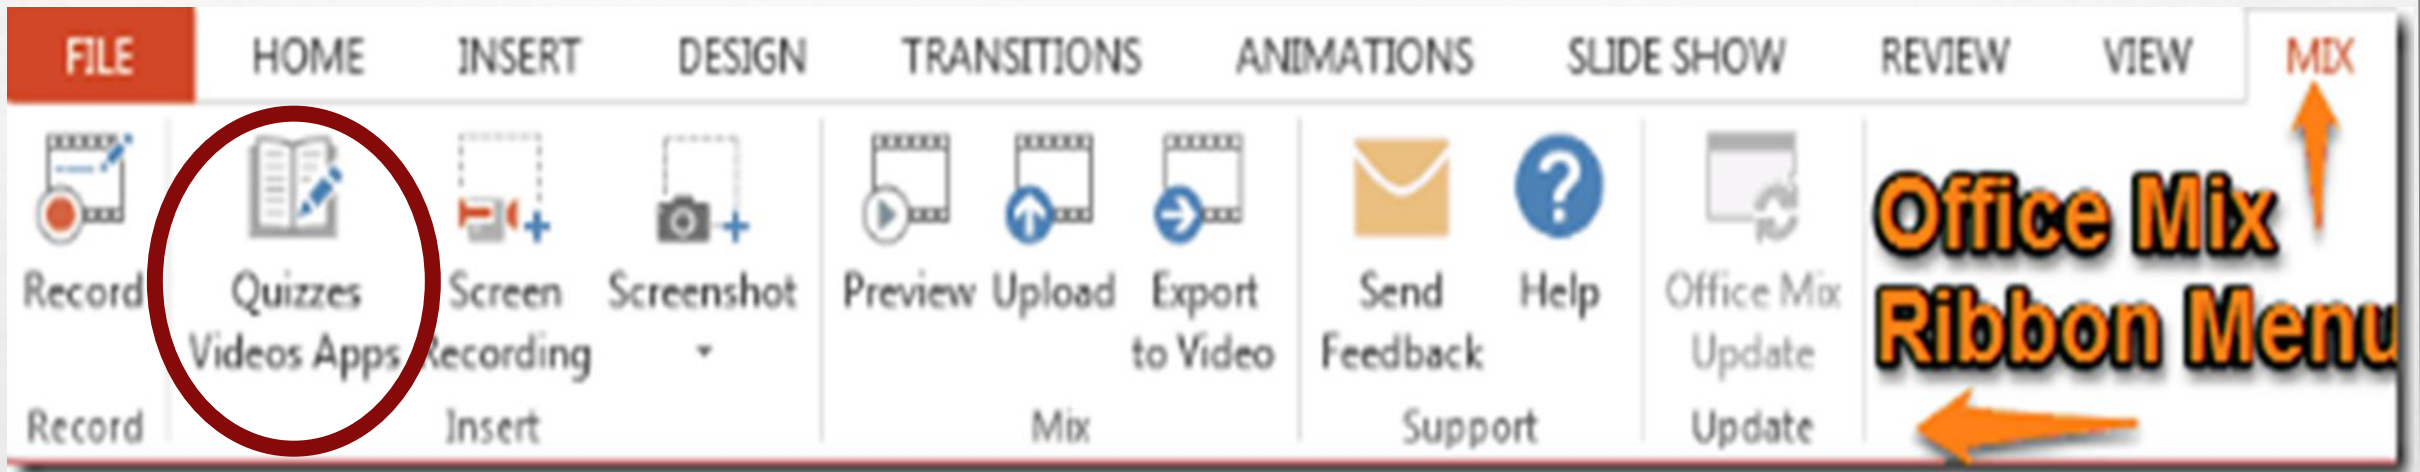 FILE HOME INSERT DESIGN TRANSITIONS ANIMATIONS SLIDE SHOW REVIEW VIEW MIX
Record
Quizzes
Videos Apps
Screen
Recording
Screenshot
Preview
Upload
Export
to Video
Send
Feedback
Help
Office Mix
Update
Record Insert Mix Support Update
Office Mix
Ribbon Menu